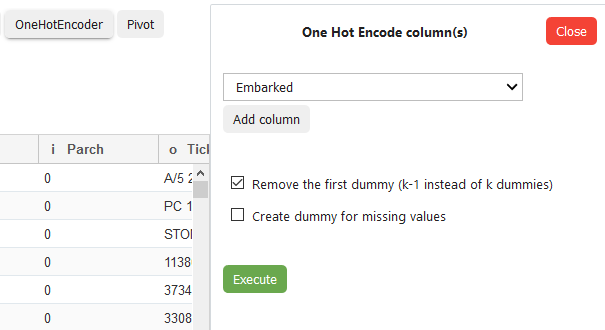 OneHotEncoder Pivot
One Hot Encode column(s) Close
Embarked
Add column
i Parch o
0 A/5 2
0 PC 1
0 STO
0 1138
0 3734
0 3308
Remove the first dummy (k-1 instead of k dummies)
Create dummy for missing values
Execute